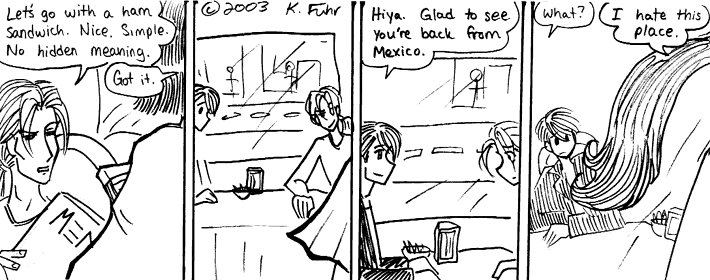 Let's go with a ham
sandwich. Nice. Simple.
No hidden meaning.
Got it.
MEN
© 2003 K. Fuhr
Hiya. Glad to see
you're back from
Mexico.
What?
I hate this
place.